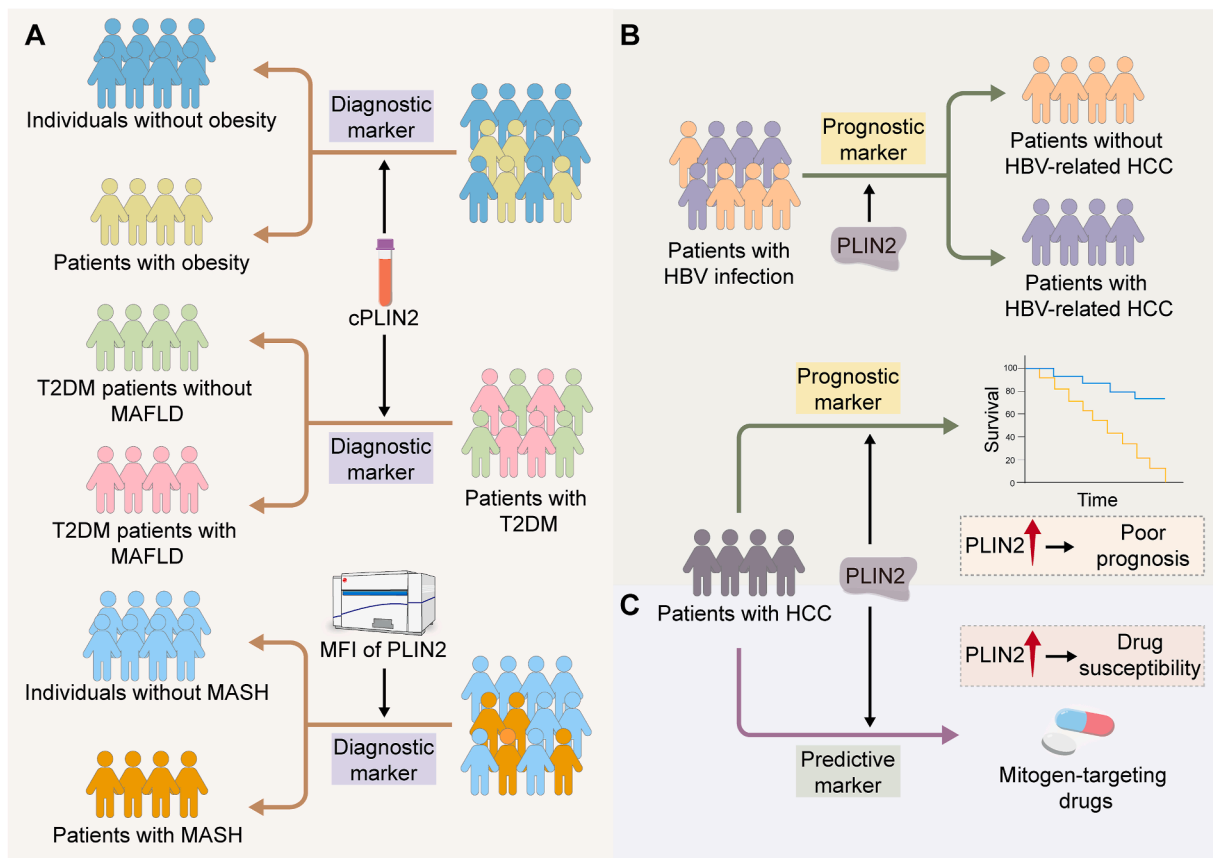 A
Individuals without obesity
Patients with obesity
Diagnostic
marker
cPLIN2
T2DM patients without
MAFLD
T2DM patients with
MAFLD
Diagnostic
marker
Patients with
T2DM
Individuals without MASH
Patients with MASH
MFI of PLIN2
Diagnostic
marker
B
Patients with
HBV infection
Prognostic
marker
PLIN2
Patients without
HBV-related HCC
Patients with
HBV-related HCC
Prognostic
marker
Survival
100
80
60
40
20
0
Time
PLIN2
Poor
prognosis
Patients with HCC
PLIN2
C
PLIN2
Drug
susceptibility
Predictive
marker
Mitogen-targeting
drugs